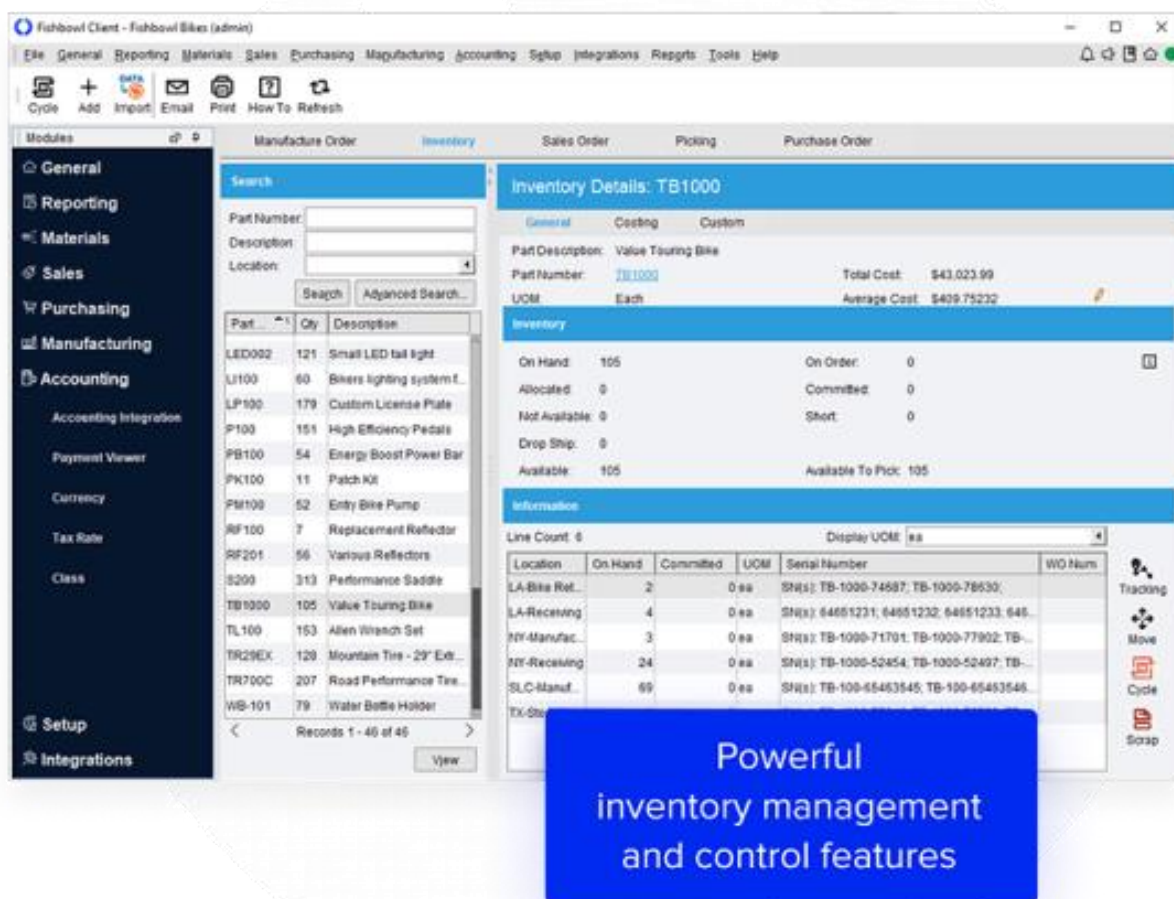 Fishbowl Client - Fishbowl Bikes (admin)
File General Reporting Materials Sales Purchasing Manufacturing Accounting Setup Integrations Reports Tools Help
DATA
Cycle Add Import Email Print How To Refresh
Modules
General
Reporting
Materials
Sales
Purchasing
Manufacturing
Accounting
Accounting Integration
Payment Viewer
Currency
Tax Rate
Class
Setup
Integrations
Manufacture Order Inventory Sales Order Picking Purchase Order
Search
Part Number:
Description:
Location:
Search Advanced Search...
Part ... Qty Description
LED002 121 Small LED tail light
LI100 60 Bikers lighting system f...
LP100 179 Custom License Plate
P100 151 High Efficiency Pedals
PB100 54 Energy Boost Power Bar
PK100 11 Patch Kit
PM100 52 Entry Bike Pump
RF100 7 Replacement Reflector
RF201 56 Various Reflectors
S200 313 Performance Saddle
TB1000 105 Value Touring Bike
TL100 153 Allen Wrench Set
TR29EX 128 Mountain Tire - 29" Extr...
TR700C 207 Road Performance Tire...
WB-101 79 Water Bottle Holder
Records 1 - 46 of 46
View
Inventory Details: TB1000
General Costing Custom
Part Description: Value Touring Bike
Part Number: TB1000 Total Cost: $43,023.99
UOM: Each Average Cost: $409.75232
Inventory
On Hand: 105 On Order: 0
Allocated: 0 Committed: 0
Not Available: 0 Short: 0
Drop Ship: 0
Available: 105 Available To Pick: 105
Information
Line Count: 6 Display UOM: ea
Location On Hand Committed UOM Serial Number WO Num
LA-Bike Ret... 2 0 ea SN(s): TB-1000-74687; TB-1000-78630;
LA-Receiving 4 0 ea SN(s): 64651231; 64651232; 64651233; 646...
NY-Manufac... 3 0 ea SN(s): TB-1000-71701; TB-1000-77902; TB-...
NY-Receiving 24 0 ea SN(s): TB-1000-52454; TB-1000-52497; TB-...
SLC-Manuf... 69 0 ea SN(s): TB-100-65463545; TB-100-65463546...
Tracking
Move
Cycle
Scrap
Powerful
inventory management
and control features